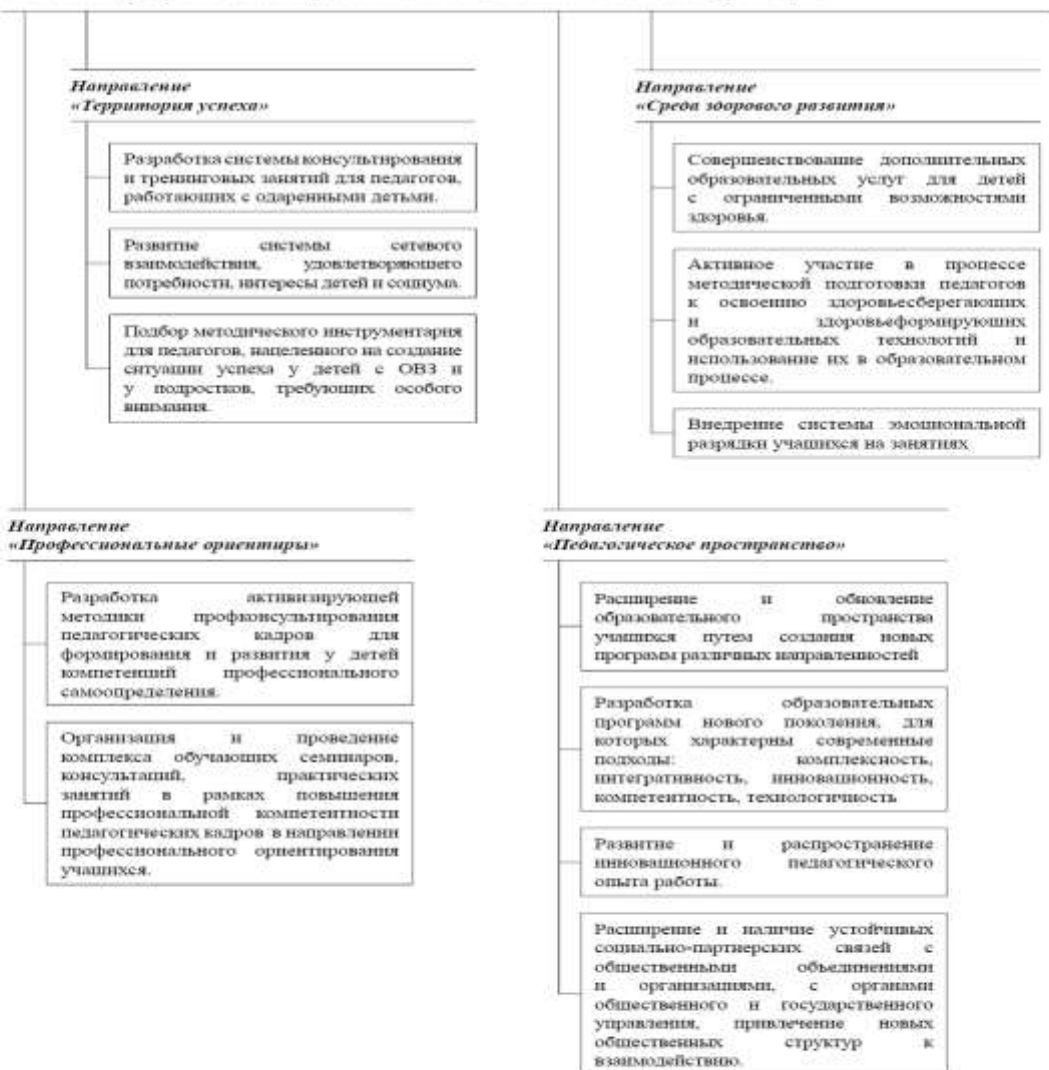 Направление
«Территория успеха»
Разработка системы консультирования
и тренинговых занятий для педагогов,
работающих с одаренными детьми.
Развитие системы сетевого
взаимодействия, удовлетворяющего
потребности, интересы детей и социума.
Подбор методического инструментария
для педагогов, нацеленного на создание
ситуации успеха у детей с ОВЗ и
у подростков, требующих особого
внимания.
Направление
«Среда здорового развития»
Совершенствование дополнительных
образовательных услуг для детей
с ограниченными возможностями
здоровья.
Активное участие в процессе
методической подготовки педагогов
к освоению здоровьесберегающих
и здоровьеформирующих
образовательных технологий и
использование их в образовательном
процессе.
Внедрение системы эмоциональной
разрядки учащихся на занятиях
Направление
«Профессиональные ориентиры»
Разработка активизирующей
методики профконсультирования
педагогических кадров для
формирования и развития у детей
компетенций профессионального
самоопределения.
Организация и проведение
комплекса обучающих семинаров,
консультаций, практических
занятий в рамках повышения
профессиональной компетентности
педагогических кадров в направлении
профессионального ориентирования
учащихся.
Направление
«Педагогическое пространство»
Расширение и обновление
образовательного пространства
учащихся путем создания новых
программ различных направленностей
Разработка образовательных
программ нового поколения, для
которых характерны современные
подходы: комплексность,
интегративность, инновационность,
компетентность, технологичность
Развитие и распространение
инновационного педагогического
опыта работы.
Расширение и наличие устойчивых
социально-партнерских связей с
общественными объединениями
и организациями, с органами
общественного и государственного
управления, привлечение новых
общественных структур к
взаимодействию.